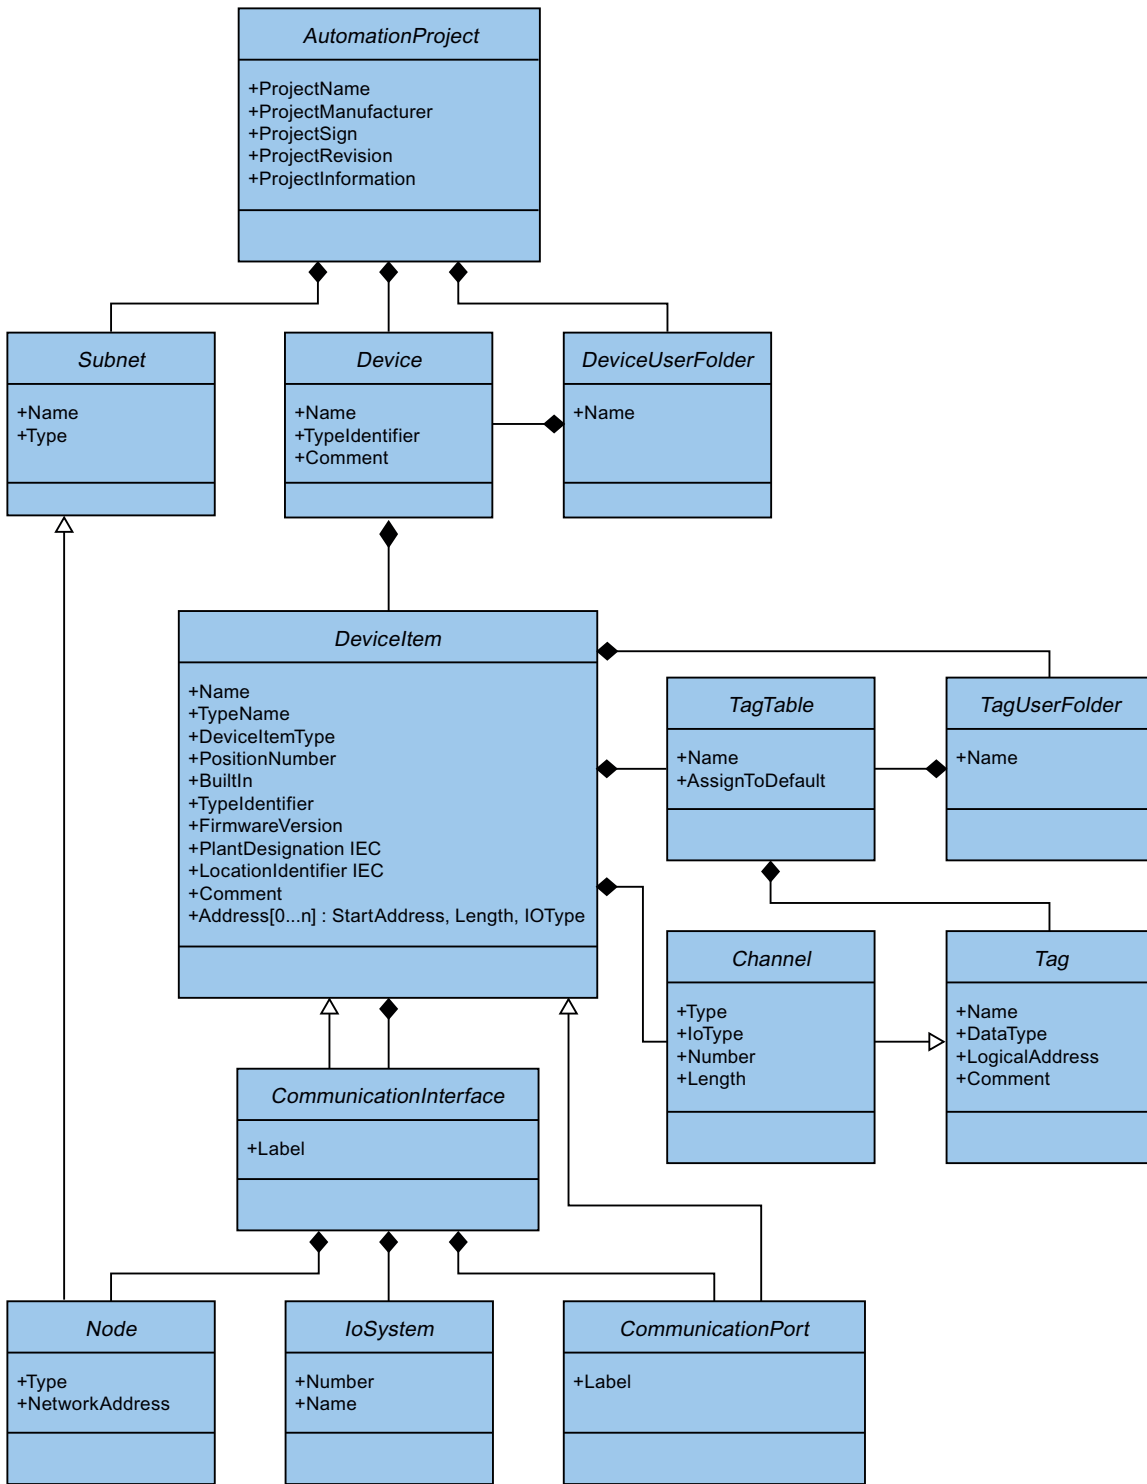 AutomationProject
+ProjectName
+ProjectManufacturer
+ProjectSign
+ProjectRevision
+ProjectInformation
Subnet
+Name
+Type
Device
+Name
+TypeIdentifier
+Comment
DeviceUserFolder
+Name
DeviceItem
+Name
+TypeName
+DeviceItemType
+PositionNumber
+BuiltIn
+TypeIdentifier
+FirmwareVersion
+PlantDesignation IEC
+LocationIdentifier IEC
+Comment
+Address[0...n] : StartAddress, Length, IOType
TagTable
+Name
+AssignToDefault
TagUserFolder
+Name
Channel
+Type
+IoType
+Number
+Length
Tag
+Name
+DataType
+LogicalAddress
+Comment
CommunicationInterface
+Label
Node
+Type
+NetworkAddress
IoSystem
+Number
+Name
CommunicationPort
+Label